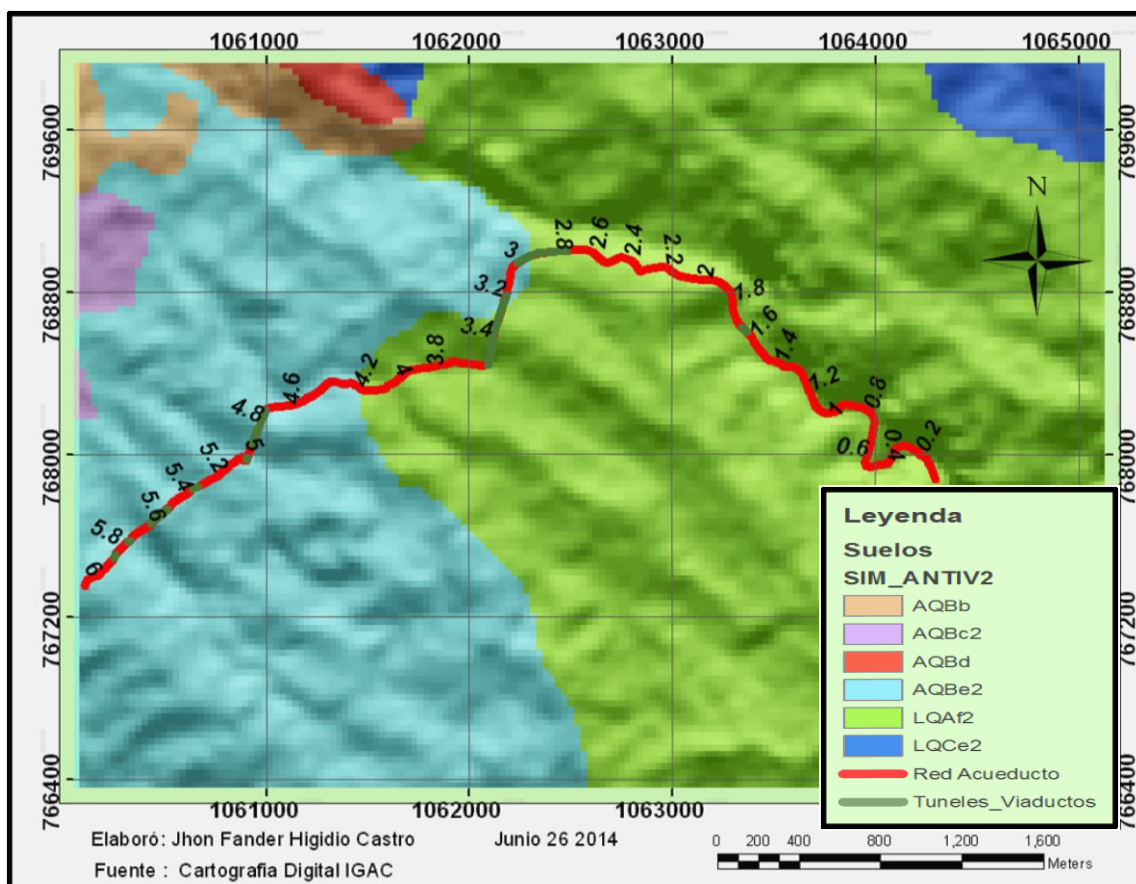 1061000 1062000 1063000 1064000 1065000
769600 769600
N
2.8 2.6 2.4 2.2 2 1.8 1.6 1.4 1.2 1 0.8 0.6 0.4 0.2
3 3.2 3.4 3.8 4 4.2 4.6 4.8 5 5.2 5.4 5.6 5.8 6
768800 768800
768000 768000
767200 767200
766400 766400
Leyenda
Suelos
SIM_ANTIV2
AQBb
AQBc2
AQBd
AQBe2
LQAf2
LQCe2
Red Acueducto
Tuneles_Viaductos
Elaboró: Jhon Fander Higidio Castro Junio 26 2014
Fuente : Cartografia Digital IGAC
0 200 400 800 1,200 1,600
Meters